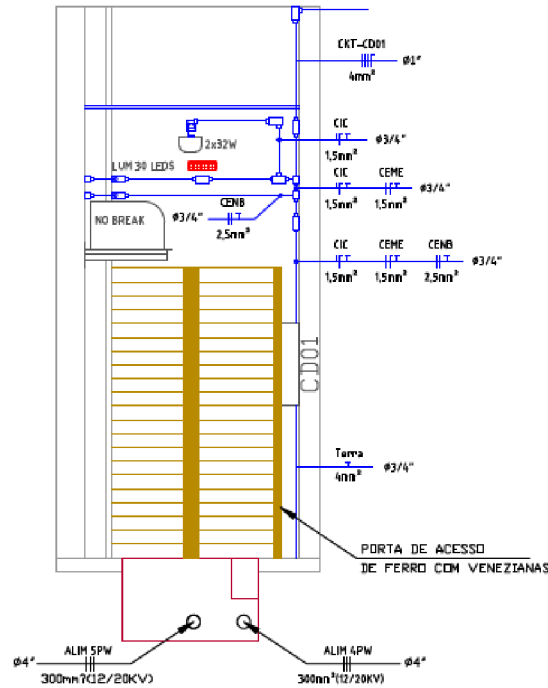 CKT-CD01
Ø1"
4mm²
CIC
Ø3/4"
1,5mm²
2x32W
LUM 30 LEDS
CIC CEME
Ø3/4"
1,5mm² 1,5mm²
NO BREAK
Ø3/4"
CENB
2,5mm²
CIC CEME CENB
Ø3/4"
1,5mm² 1,5mm² 2,5mm²
CD01
Terra
Ø3/4"
4mm²
PORTA DE ACESSO
DE FERRO COM VENEZIANAS
ALIM 5PW
Ø4"
300mm?(12/20KV)
ALIM 4PW
Ø4"
300mm²(12/20KV)